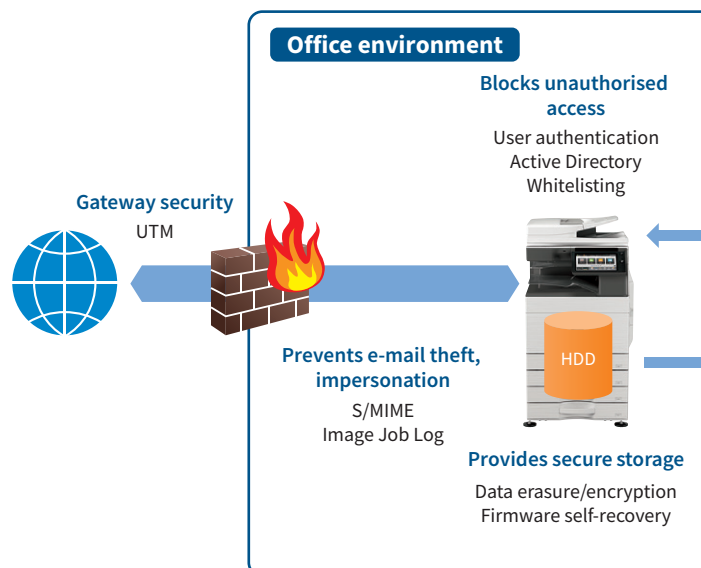 Office environment
Blocks unauthorised
access
User authentication
Active Directory
Whitelisting
Gateway security
UTM
Prevents e-mail theft,
impersonation
S/MIME
Image Job Log
HDD
Provides secure storage
Data erasure/encryption
Firmware self-recovery